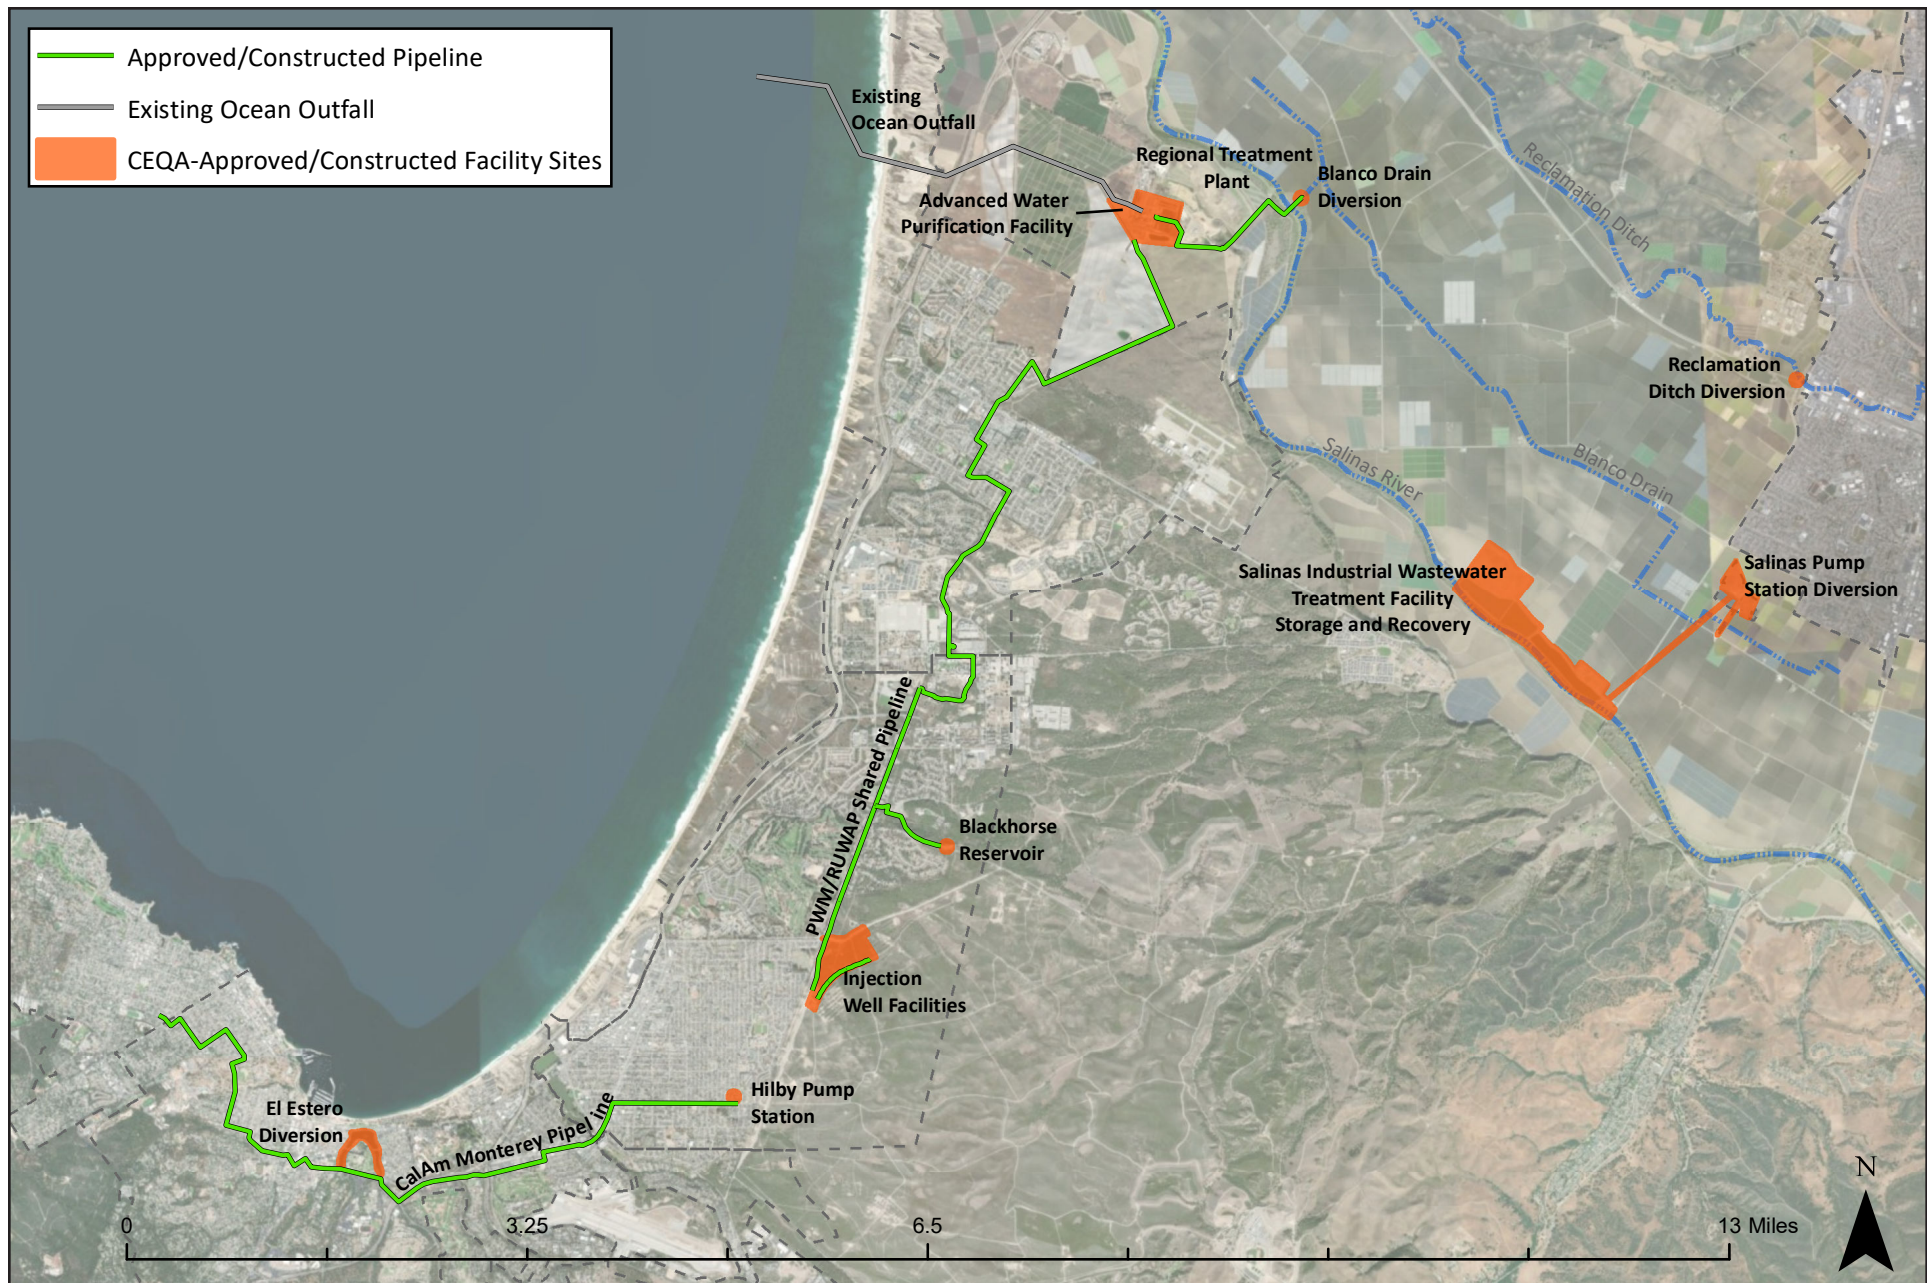 Approved/Constructed Pipeline
Existing Ocean Outfall
CEQA-Approved/Constructed Facility Sites
Existing
Ocean Outfall
Regional Treatment
Plant
Blanco Drain
Diversion
Advanced Water
Purification Facility
Reclamation Ditch
Reclamation
Ditch Diversion
Salinas River
Blanco Drain
Salinas Industrial Wastewater
Treatment Facility
Storage and Recovery
Salinas Pump
Station Diversion
PWM/RUWAP Shared Pipeline
Blackhorse
Reservoir
Injection
Well Facilities
Hilby Pump
Station
El Estero
Diversion
CalAm Monterey Pipeline
N
0 3.25 6.5 13 Miles